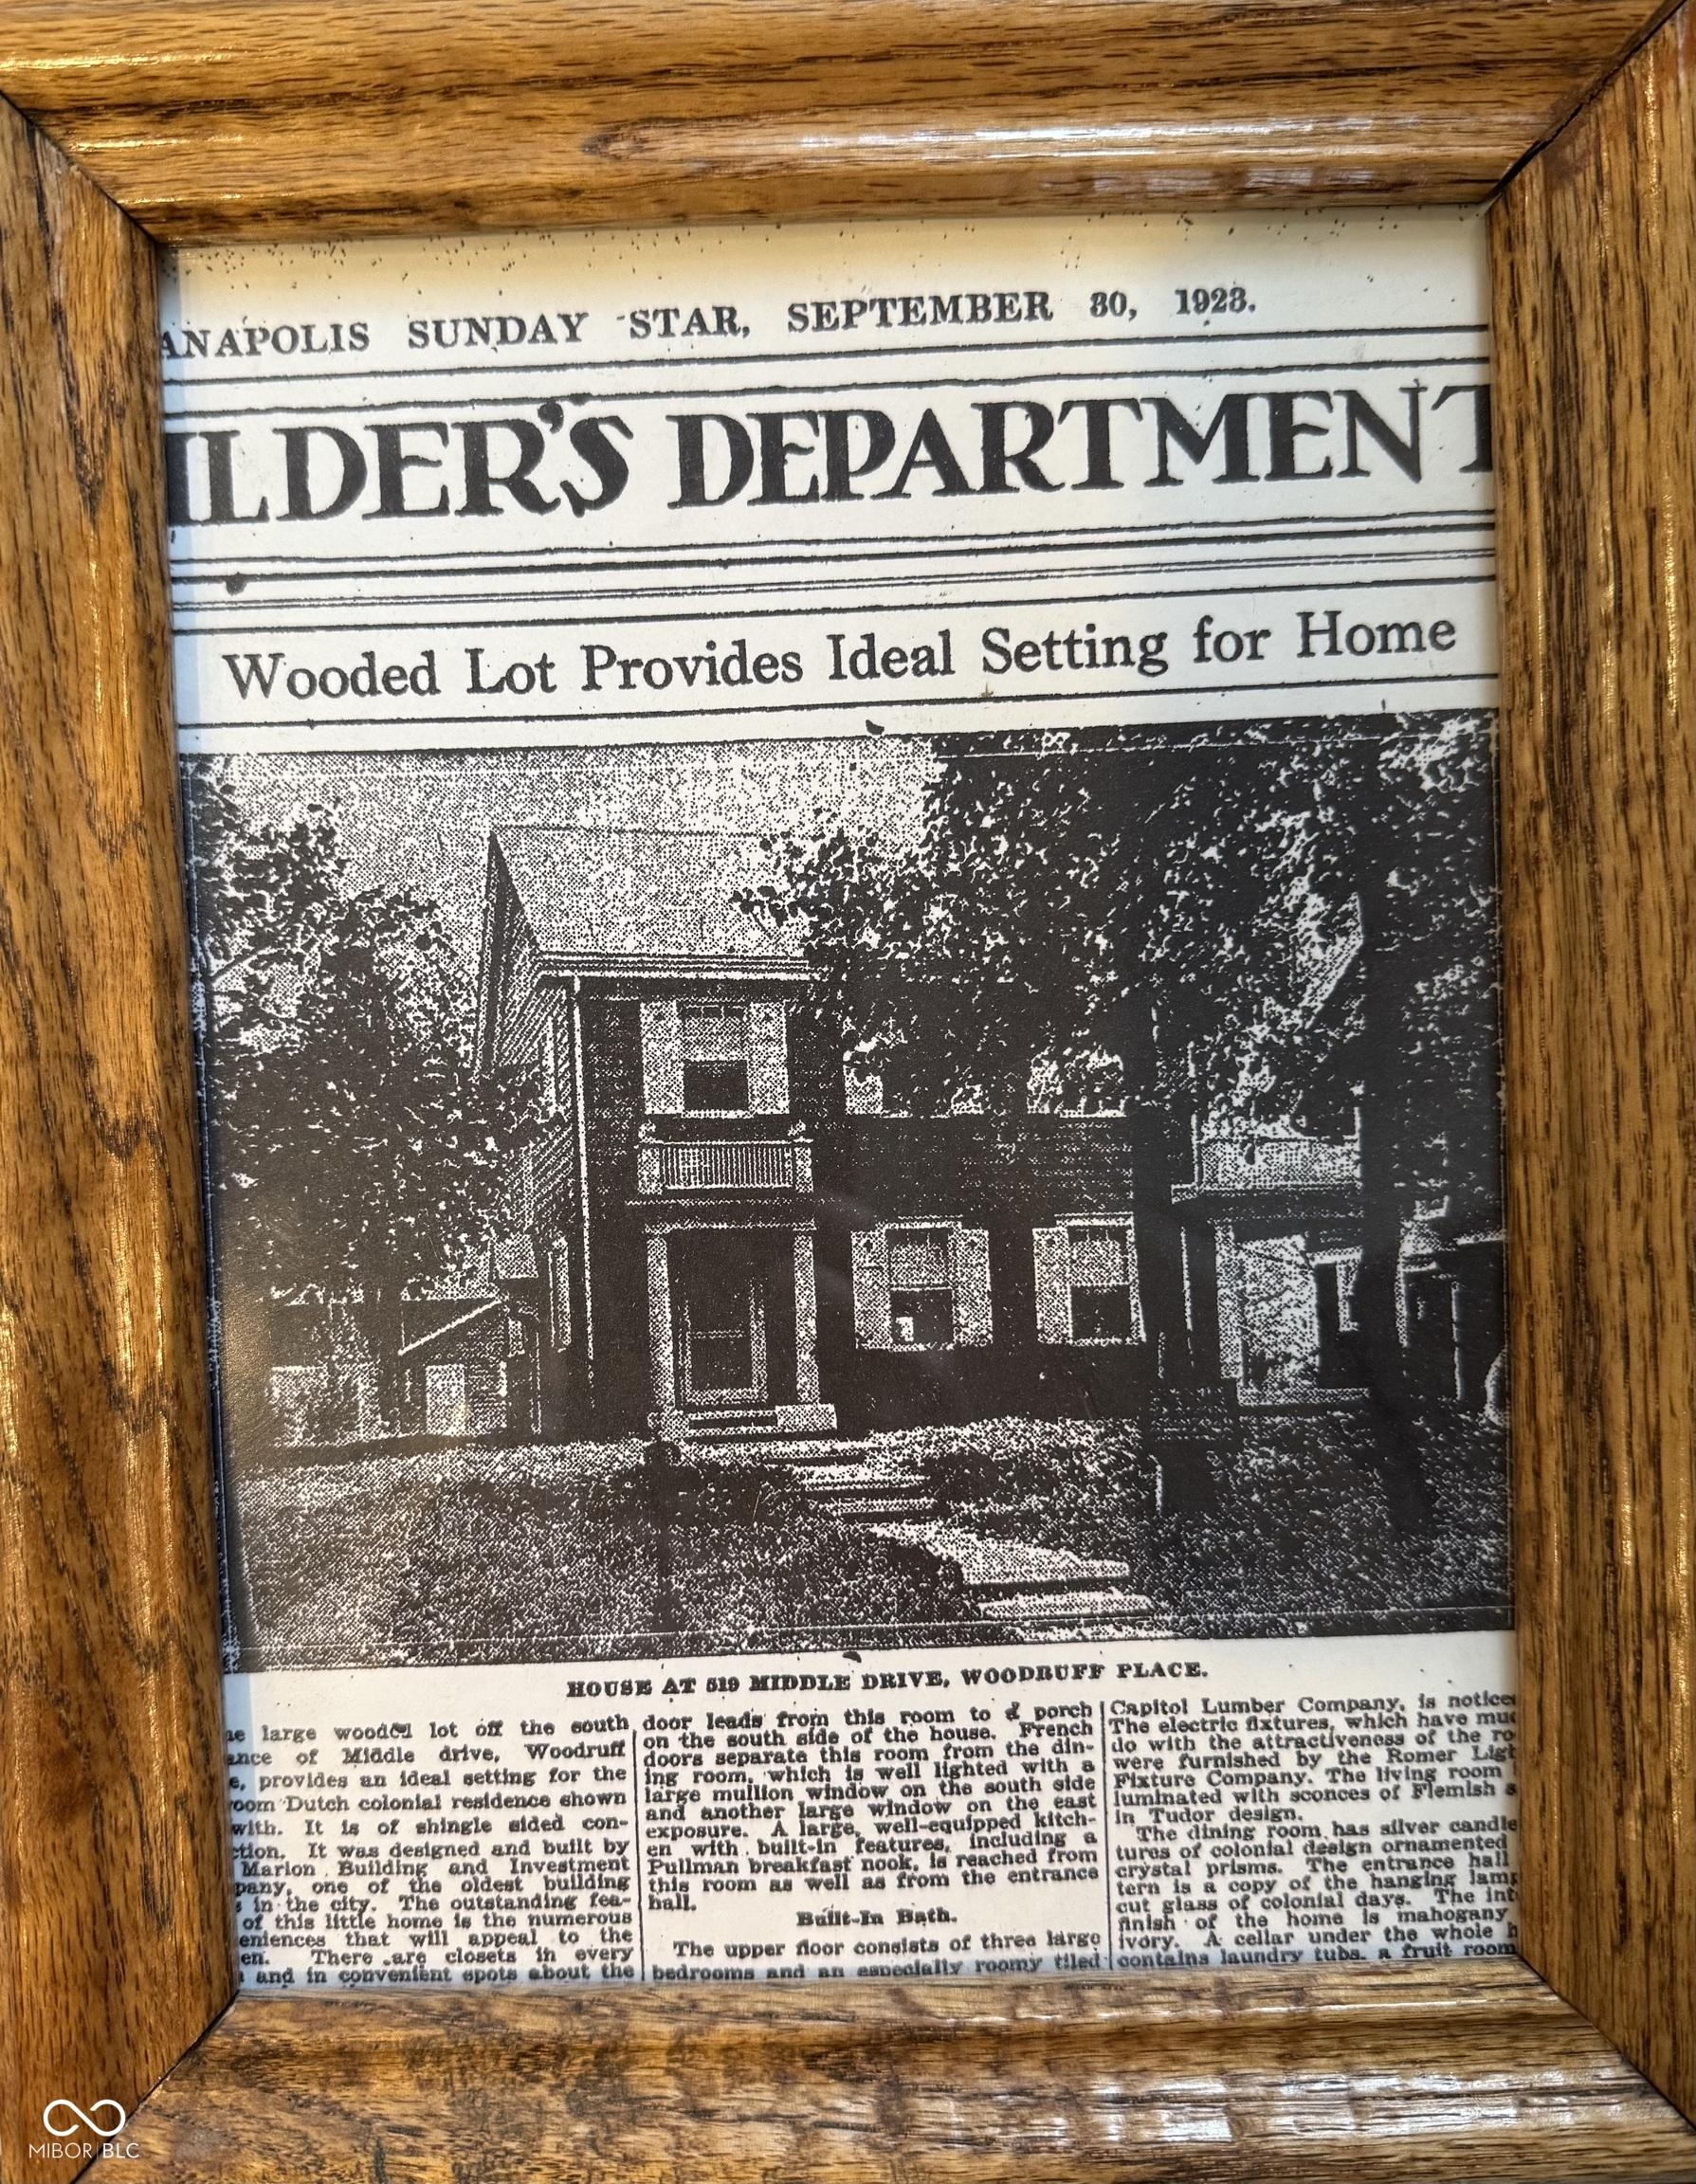 ANAPOLIS SUNDAY STAR, SEPTEMBER 30, 1923.
ILDER'S DEPARTMENT
Wooded Lot Provides Ideal Setting for Home
HOUSE AT 519 MIDDLE DRIVE, WOODRUFF PLACE.
large wooded lot off the south
ance of Middle drive, Woodruff
e, provides an ideal setting for the
room Dutch colonial residence shown
with. It is of shingle sided con-
ction. It was designed and built by
Marion Building and Investment
pany, one of the oldest building
s in the city. The outstanding fea-
of this little home is the numerous
eniences that will appeal to the
en. There are closets in every
and in convenient spots about the
door leads from this room to a porch
on the south side of the house. French
doors separate this room from the din-
ing room, which is well lighted with a
large mullion window on the south side
and another large window on the east
exposure. A large, well-equipped kitch-
en with built-in features, including a
Pullman breakfast nook, is reached from
this room as well as from the entrance
hall.
Built-In Bath.
The upper floor consists of three large
bedrooms and an especially roomy tiled
Capitol Lumber Company, is notice
The electric fixtures, which have muc
do with the attractiveness of the ro
were furnished by the Romer Ligh
Fixture Company. The living room
luminated with sconces of Flemish
in Tudor design.
The dining room has silver candle
tures of colonial design ornamented
crystal prisms. The entrance hall
tern is a copy of the hanging lamp
cut glass of colonial days. The int
finish of the home is mahogany
ivory. A cellar under the whole h
contains laundry tubs, a fruit room
MIBOR BLC